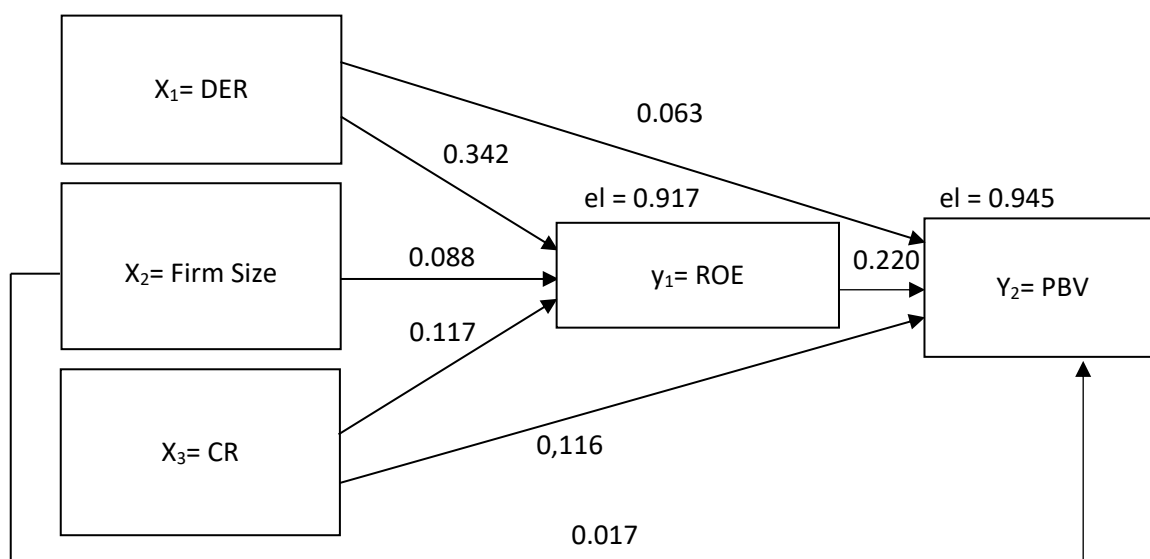 X₁= DER
0.063
0.342
el = 0.917
el = 0.945
X₂= Firm Size
0.088
y₁= ROE
0.220
Y₂= PBV
0.117
X₃= CR
0,116
0.017